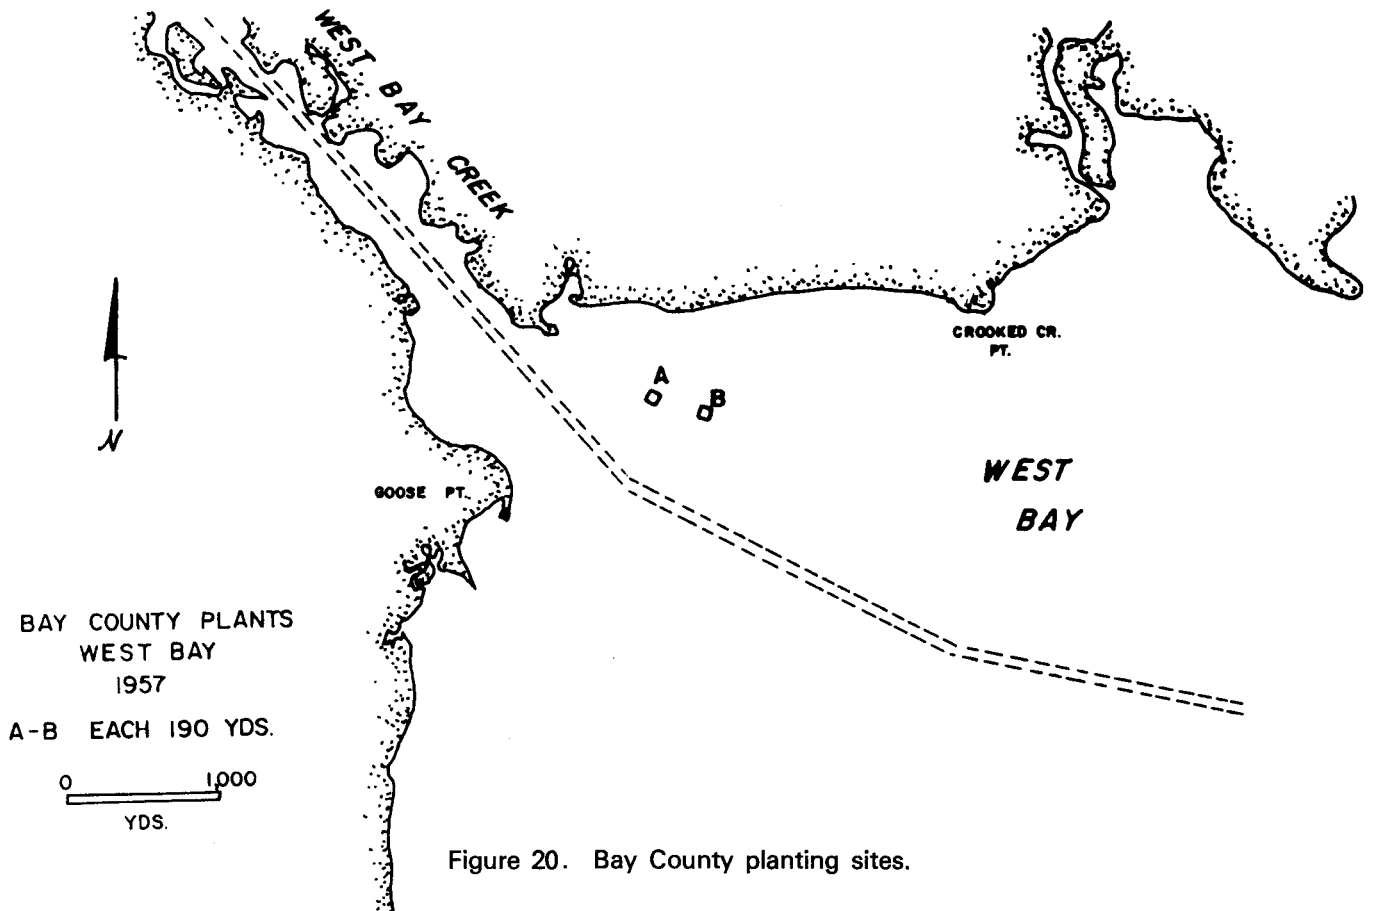 WEST BAY CREEK
A
B
CROOKED CR.
PT.
N
WEST
BAY
GOOSE PT.
BAY COUNTY PLANTS
WEST BAY
1957
A-B EACH 190 YDS.
0 1,000
YDS.
Figure 20. Bay County planting sites.